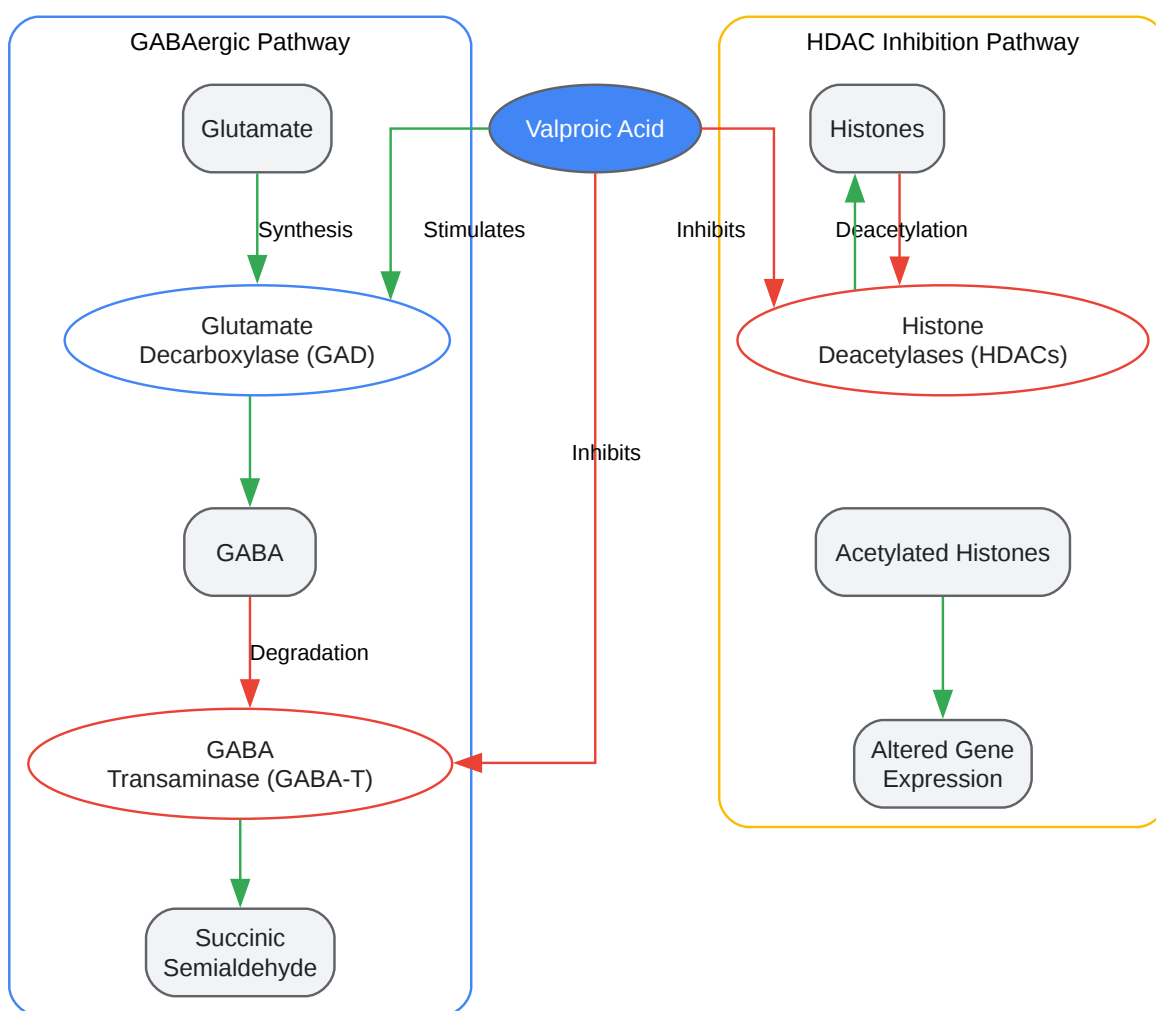 GABAergic Pathway
HDAC Inhibition Pathway
Glutamate
Valproic Acid
Histones
Synthesis
Stimulates
Inhibits
Deacetylation
Glutamate
Decarboxylase (GAD)
Histone
Deacetylases (HDACs)
Inhibits
GABA
Acetylated Histones
Degradation
GABA
Transaminase (GABA-T)
Altered Gene
Expression
Succinic
Semialdehyde